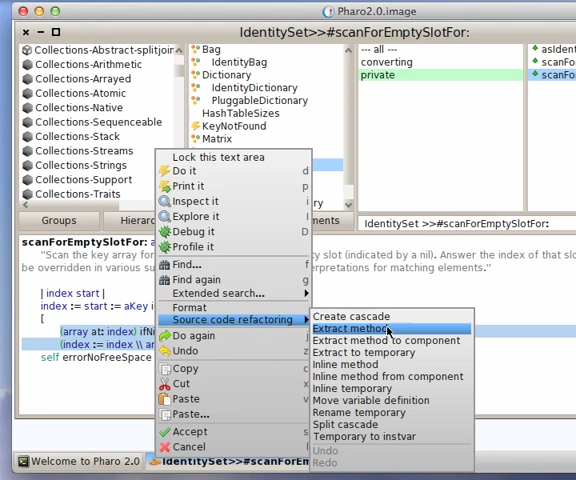 Pharo2.0.image
IdentitySet>>#scanForEmptySlotFor:
Collections-Abstract-splitjoin
Collections-Arithmetic
Collections-Arrayed
Collections-Atomic
Collections-Native
Collections-Sequenceable
Collections-Stack
Collections-Streams
Collections-Strings
Collections-Support
Collections-Traits
Bag
IdentityBag
Dictionary
IdentityDictionary
PluggableDictionary
HashTableSizes
KeyNotFound
Matrix
-- all --
converting
private
asIdent
scanFo
scanFo
Groups
Hierarc
ments
IdentitySet >>#scanForEmptySlotFor:
scanForEmptySlotFor: a
"Scan the key array for
ty slot (indicated by a nil). Answer the index of that slo
be overridden in various su
erpretations for matching elements."
| index start |
index := start := aKey i
[
(array at: index) ifNi
(index := index \\ ar
self errorNoFreeSpace
Lock this text area
Do it d
Print it p
Inspect it i
Explore it I
Debug it D
Profile it
Find... f
Find again g
Extended search...
Format
Source code refactoring
Do again j
Undo z
Copy c
Cut x
Paste v
Paste...
Accept s
Cancel l
Create cascade
Extract method
Extract method to component
Extract to temporary
Inline method
Inline method from component
Inline temporary
Move variable definition
Rename temporary
Split cascade
Temporary to instvar
Undo
Redo
Welcome to Pharo 2.0
IdentitySet>>#scanForEm